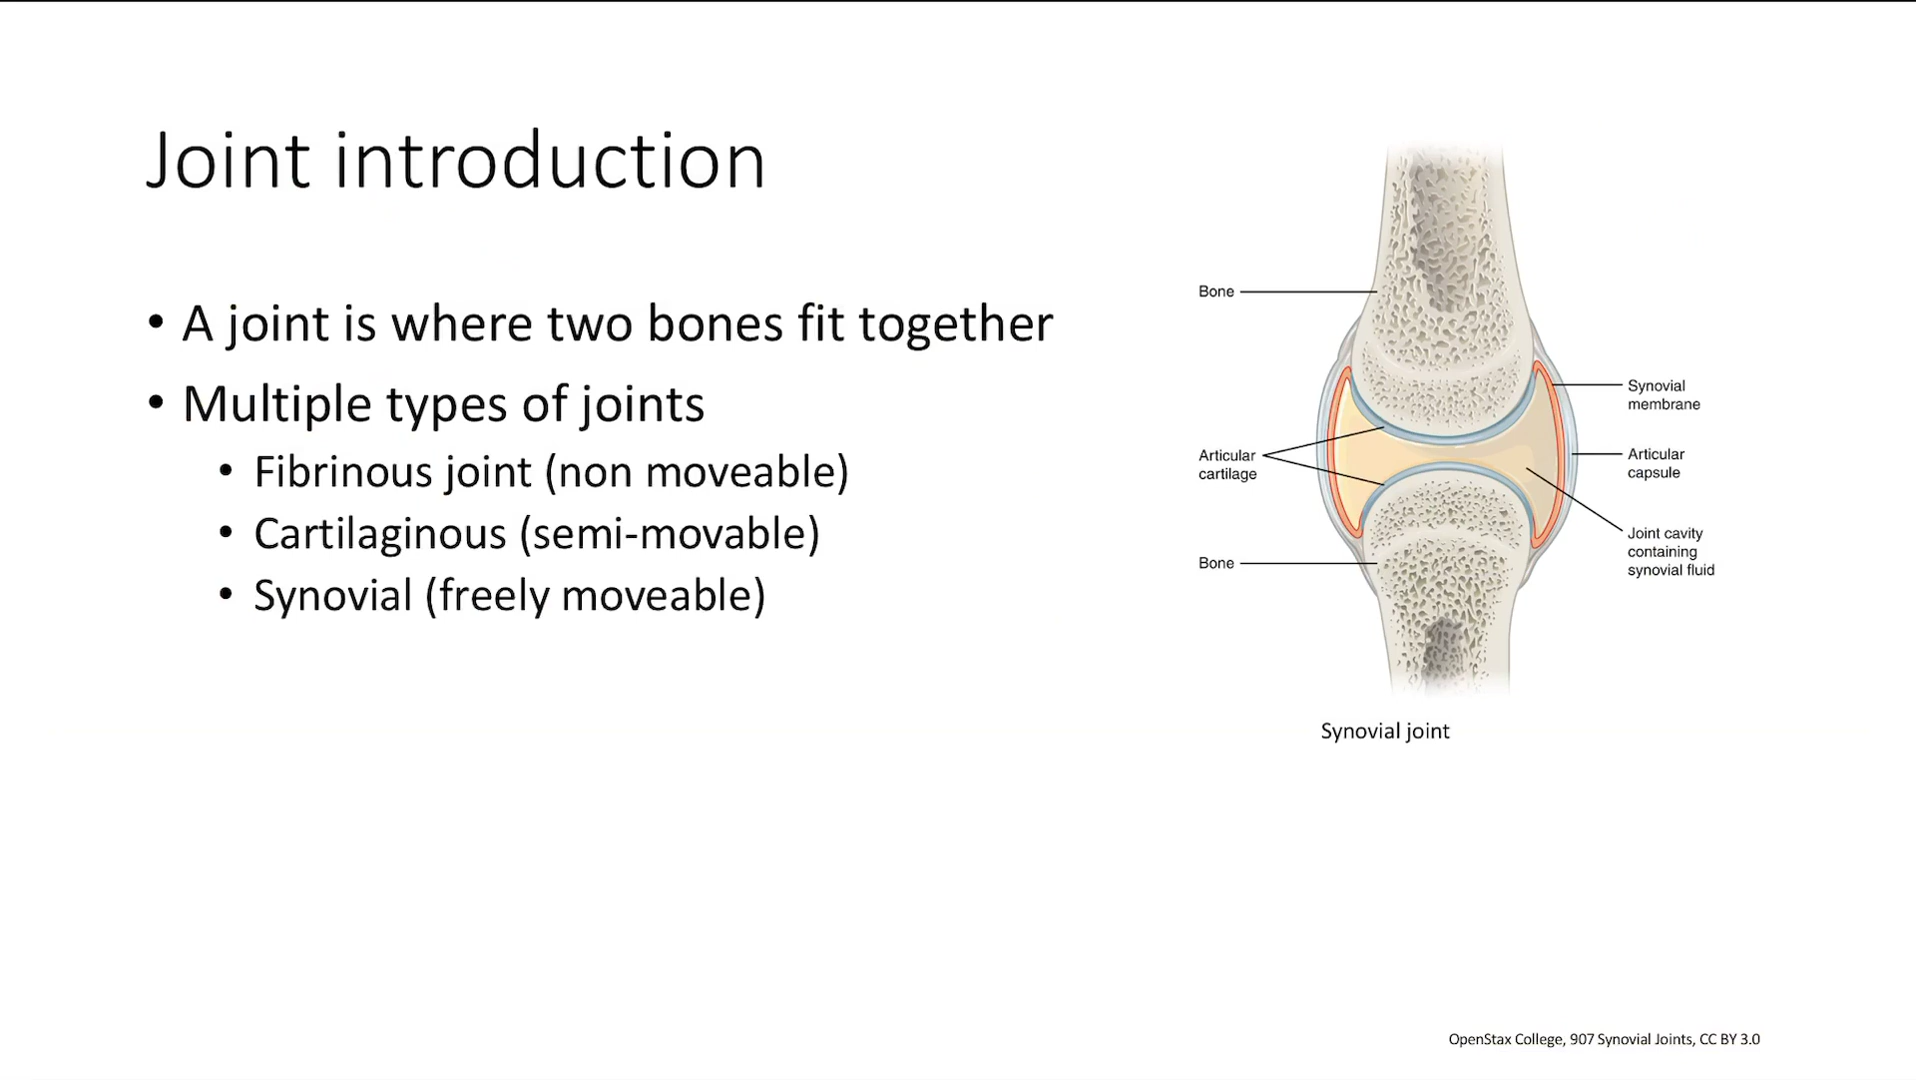 Joint introduction
• A joint is where two bones fit together
• Multiple types of joints
• Fibrinous joint (non moveable)
• Cartilaginous (semi-movable)
• Synovial (freely moveable)
Bone
Synovial
membrane
Articular
cartilage
Articular
capsule
Joint cavity
containing
synovial fluid
Bone
Synovial joint
OpenStax College, 907 Synovial Joints, CC BY 3.0